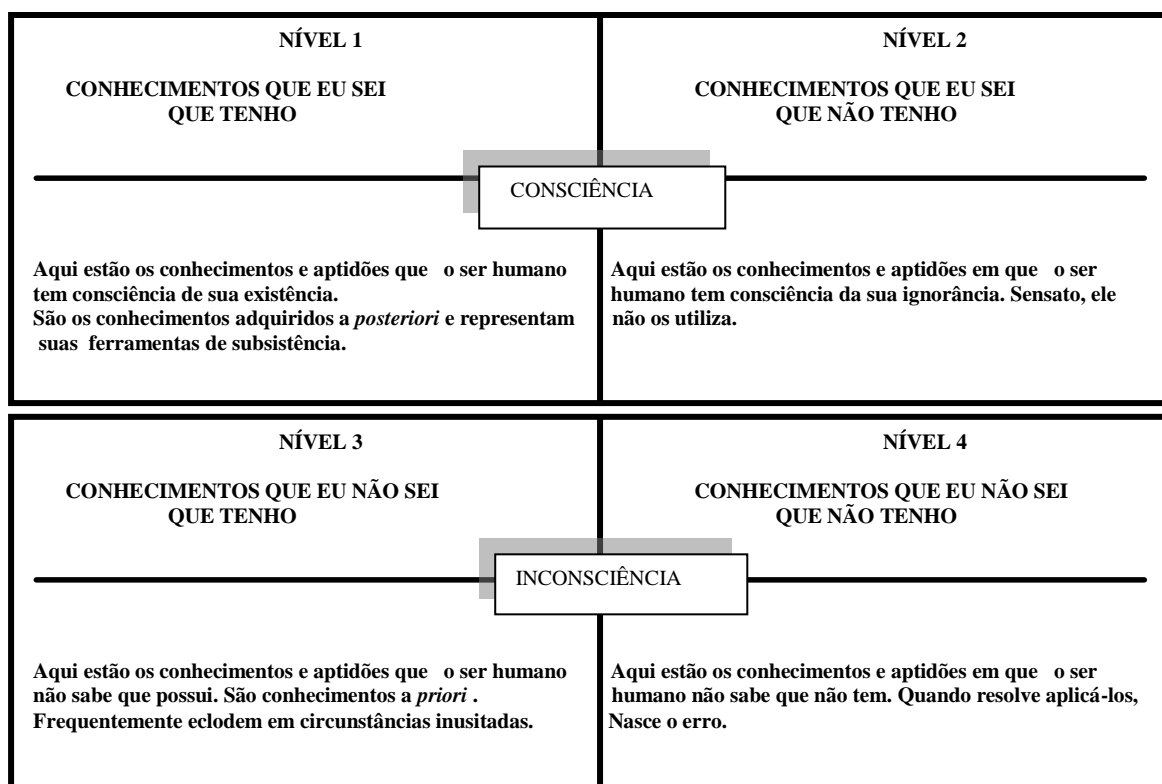 NÍVEL 1
CONHECIMENTOS QUE EU SEI
QUE TENHO
NÍVEL 2
CONHECIMENTOS QUE EU SEI
QUE NÃO TENHO
CONSCIÊNCIA
Aqui estão os conhecimentos e aptidões que o ser humano
tem consciência de sua existência.
São os conhecimentos adquiridos a posteriori e representam
suas ferramentas de subsistência.
Aqui estão os conhecimentos e aptidões em que o ser
humano tem consciência da sua ignorância. Sensato, ele
não os utiliza.
NÍVEL 3
CONHECIMENTOS QUE EU NÃO SEI
QUE TENHO
NÍVEL 4
CONHECIMENTOS QUE EU NÃO SEI
QUE NÃO TENHO
INCONSCIÊNCIA
Aqui estão os conhecimentos e aptidões que o ser humano
não sabe que possui. São conhecimentos a priori .
Frequentemente eclodem em circunstâncias inusitadas.
Aqui estão os conhecimentos e aptidões em que o ser
humano não sabe que não tem. Quando resolve aplicá-los,
Nasce o erro.